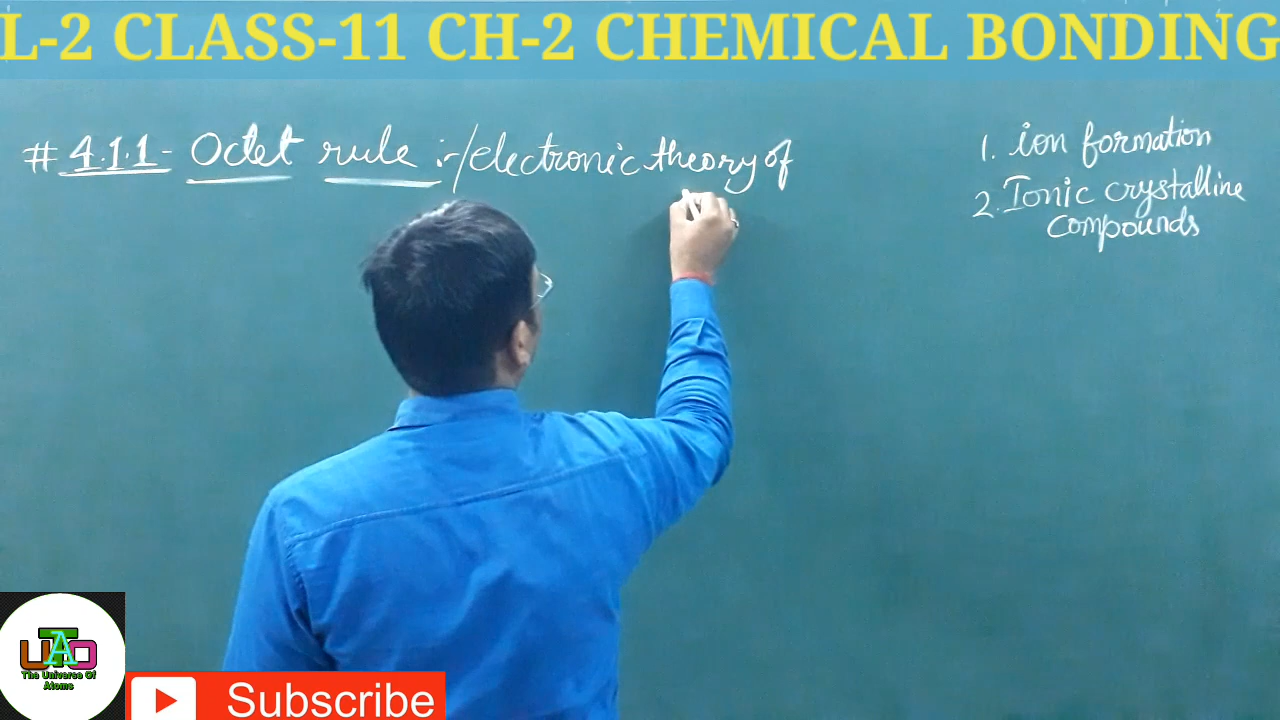 L-2 CLASS-11 CH-2 CHEMICAL BONDING
# 4.1.1- Octet rule :-/electronic theory of
1. ion formation
2. Ionic crystalline
compounds
UTAO
The Universe Of
Atoms
Subscribe